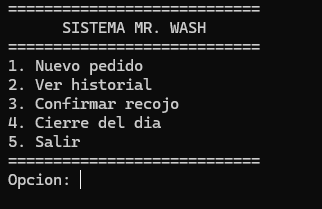 ============================
SISTEMA MR. WASH
============================
1. Nuevo pedido
2. Ver historial
3. Confirmar recojo
4. Cierre del dia
5. Salir
============================
Opcion: